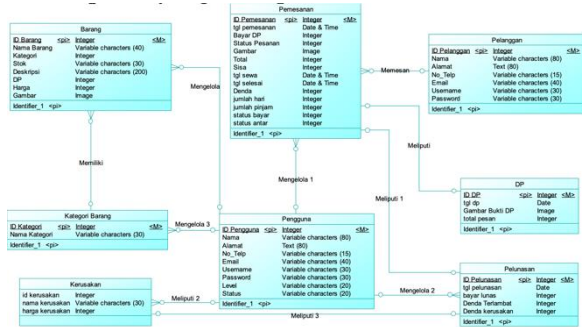 Barang
ID Barang <pi> Integer <M>
Nama Barang Variable characters (40)
Kategori Integer
Stok Variable characters (30)
Deskripsi Variable characters (200)
DP Integer
Harga Integer
Gambar Image
Identifier_1 <pi>
Pemesanan
ID Pemesanan <pi> Integer <M>
tgl pemesanan Date & Time
Bayar DP Integer
Status Pesanan Integer
Gambar Image
Total Integer
Sisa Integer
tgl sewa Date & Time
tgl selesai Date & Time
Denda Integer
jumlah hari Integer
jumlah pinjam Integer
status bayar Integer
status antar Integer
Identifier_1 <pi>
Pelanggan
ID Pelanggan <pi> Integer <M>
Nama Variable characters (80)
Alamat Text (80)
No_Telp Variable characters (15)
Email Variable characters (40)
Username Variable characters (30)
Password Variable characters (30)
Identifier_1 <pi>
Mengelola
Memesan
Memiliki
Meliputi
Mengelola 1
Meliputi 1
DP
ID DP <pi> Integer <M>
tgl dp Date
Gambar Bukti DP Image
total pesan Integer
Identifier_1 <pi>
Kategori Barang
ID Kategori <pi> Integer <M>
Nama Kategori Variable characters (30)
Identifier_1 <pi>
Mengelola 3
Pengguna
ID Pengguna <pi> Integer <M>
Nama Variable characters (80)
Alamat Text (80)
No_Telp Variable characters (15)
Email Variable characters (40)
Username Variable characters (30)
Password Variable characters (30)
Level Variable characters (20)
Status Variable characters (20)
Identifier_1 <pi>
Mengelola 2
Pelunasan
ID Pelunasan <pi> Integer <M>
tgl pelunasan Date
bayar lunas Integer
Denda Terlambat Integer
Denda kerusakan Integer
Identifier_1 <pi>
Kerusakan
id kerusakan Integer
nama kerusakan Variable characters (30)
harga kerusakan Integer
Meliputi 2
Meliputi 3